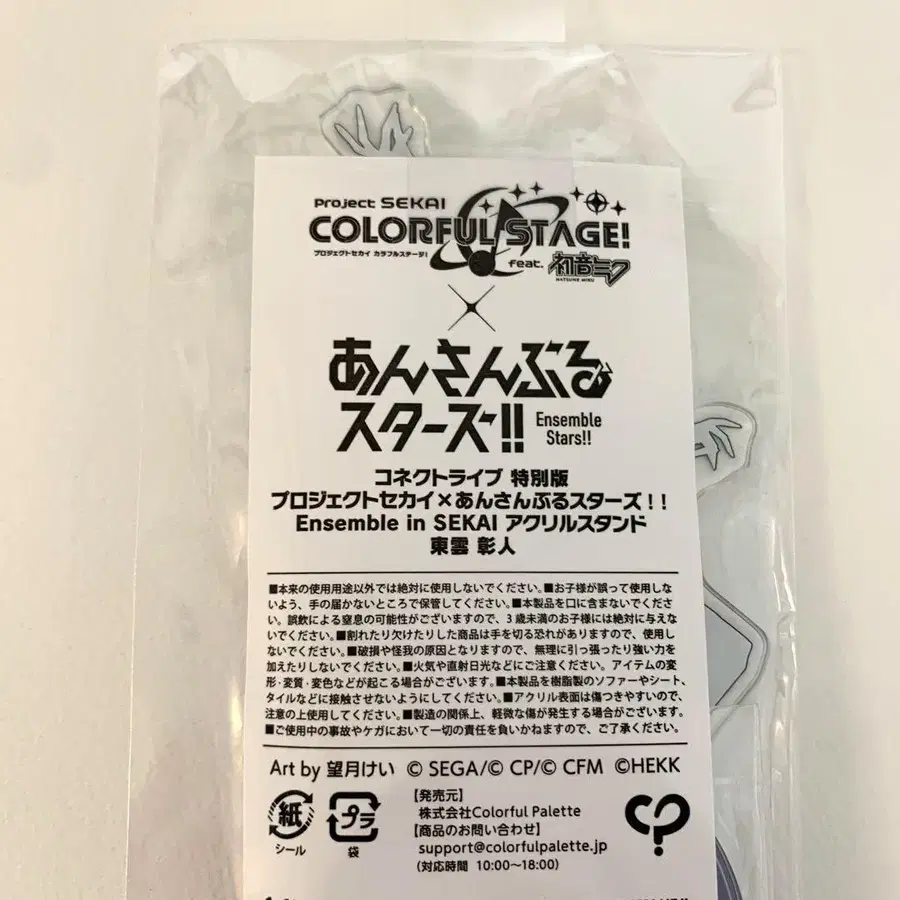 Project SEKAI
COLORFUL STAGE!
プロジェクトセカイ カラフルステージ!
feat. 初音ミク
HATSUNE MIKU
×
あんさんぶる
スターズ!!
Ensemble
Stars!!
コネクトライブ 特別版
プロジェクトセカイ×あんさんぶるスターズ!!
Ensemble in SEKAI アクリルスタンド
東雲 彰人
■本来の使用用途以外では絶対に使用しないでください。■お子様が誤って使用しな
いよう、手の届かないところで保管してください。■本製品を口に含まないでくださ
い。誤飲による窒息の可能性がございますので、3歳未満のお子様には絶対に与えな
いでください。■割れたり欠けたりした商品は手を切る恐れがありますので、使用し
ないでください。■破損や怪我の原因となりますので、無理に引っ張ったり強い力を
加えたりしないでください。■火気や直射日光などにご注意ください。アイテムの変
形・変質・変色などが起こる場合がございます。■本製品を樹脂製のソファーやシート、
タイルなどに接触させないようにしてください。■アクリル表面は傷つきやすいので、
注意の上使用してください。■製造の関係上、軽微な傷が発生する場合がございます。
■ご使用中の事故やケガにおいて一切の責任を負いかねますので、ご了承ください。
Art by 望月けい © SEGA/© CP/© CFM ©HEKK
紙
シール
プラ
袋
【発売元】
株式会社Colorful Palette
【商品のお問い合わせ】
support@colorfulpalette.jp
(対応時間 10:00～18:00)